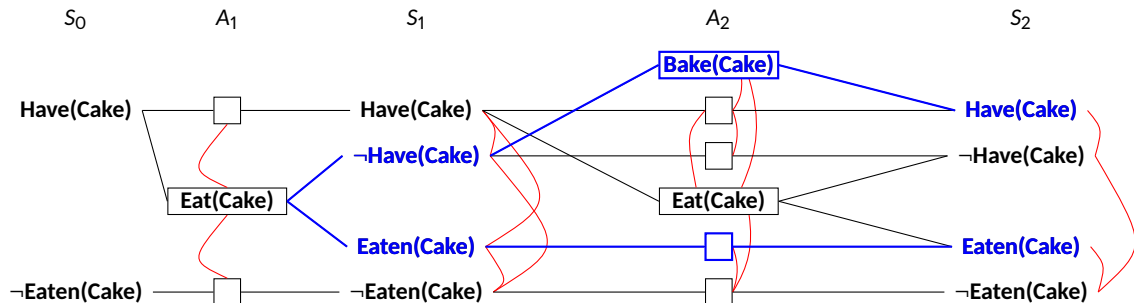 S0 A1 S1 A2 S2
Bake(Cake)
Have(Cake) Have(Cake) Have(Cake)
¬Have(Cake) ¬Have(Cake)
Eat(Cake) Eat(Cake)
Eaten(Cake) Eaten(Cake)
¬Eaten(Cake) ¬Eaten(Cake) ¬Eaten(Cake)